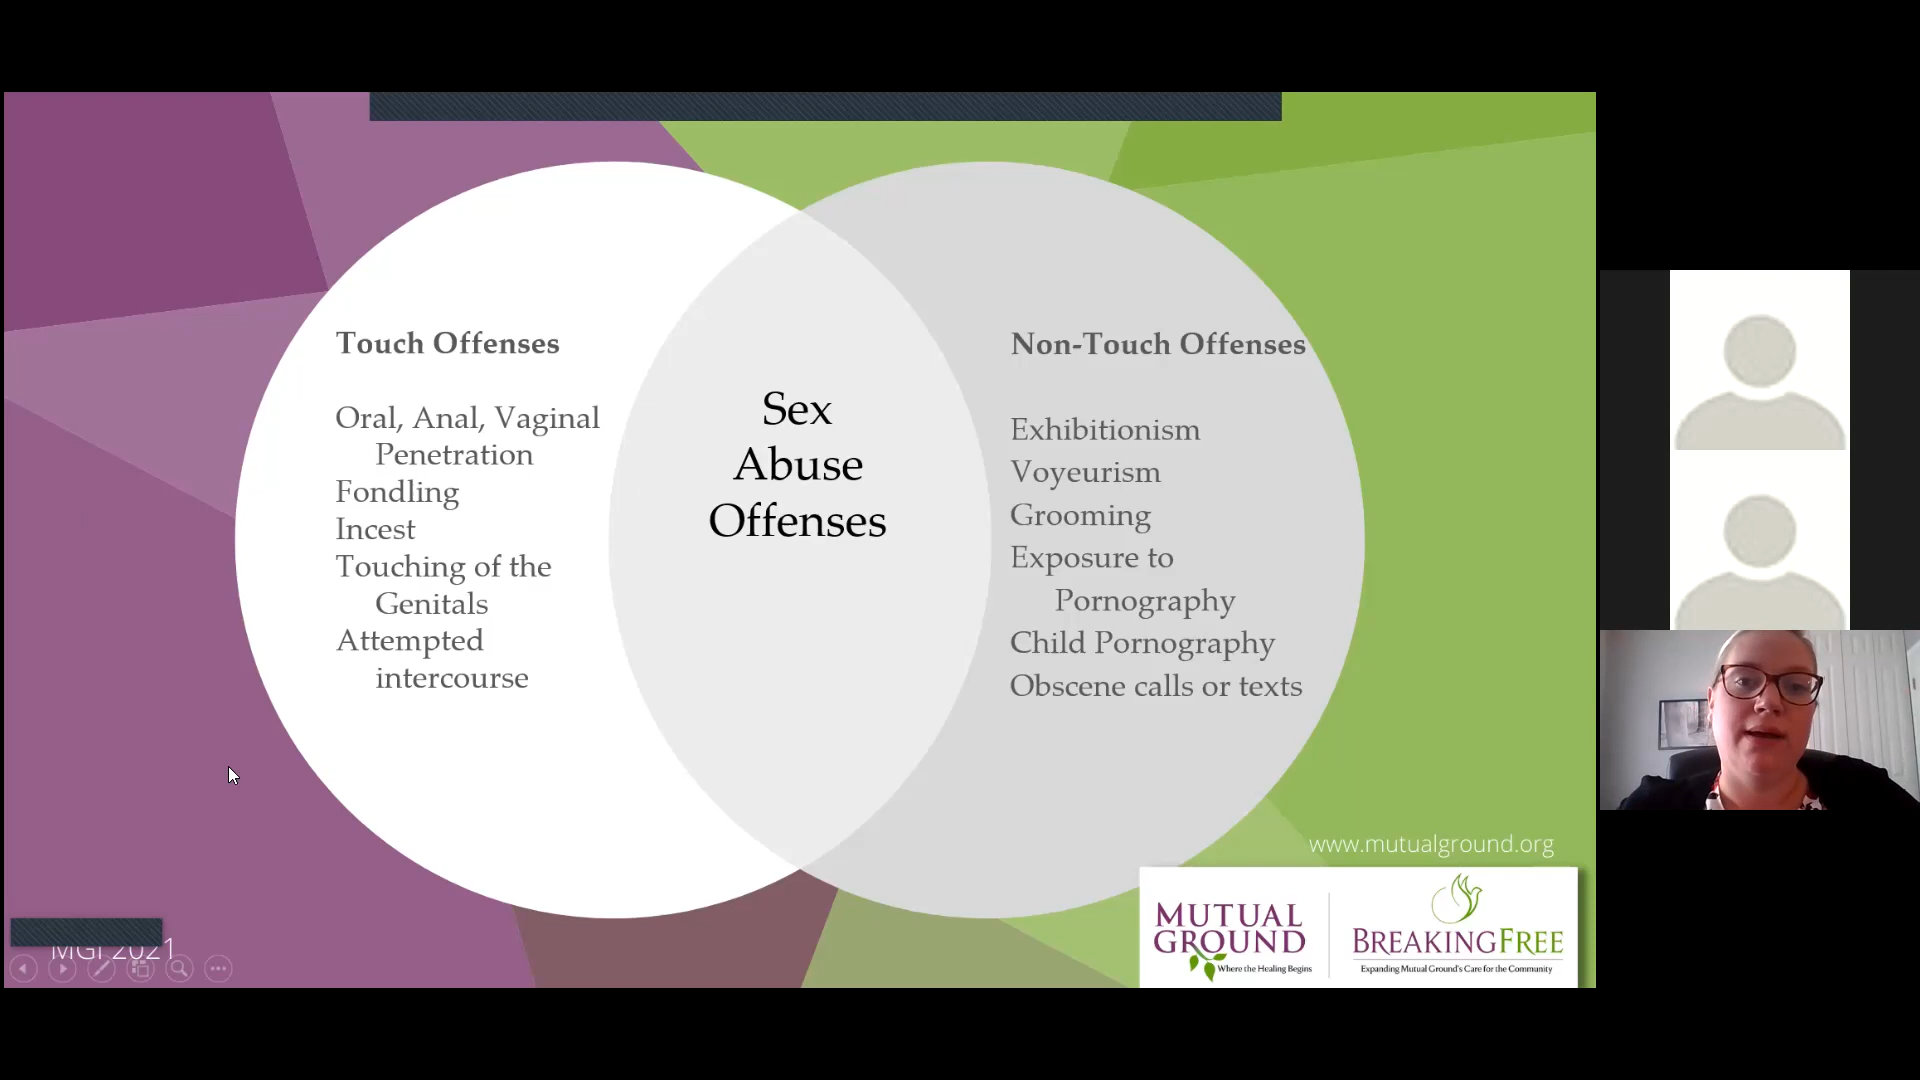 Touch Offenses
Oral, Anal, Vaginal
Penetration
Fondling
Incest
Touching of the
Genitals
Attempted
intercourse
Sex
Abuse
Offenses
Non-Touch Offenses
Exhibitionism
Voyeurism
Grooming
Exposure to
Pornography
Child Pornography
Obscene calls or texts
www.mutualground.org
MUTUAL
GROUND
Where the Healing Begins
BREAKINGFREE
Expanding Mutual Ground's Care for the Community
MGI 2021